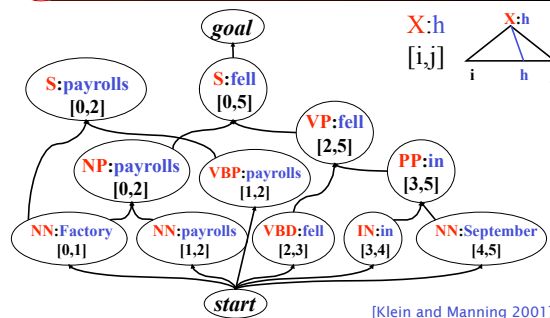 goal
X:h
[i,j]
X:h
i h
S:payrolls
[0,2]
S:fell
[0,5]
VP:fell
[2,5]
NP:payrolls
[0,2]
VBP:payrolls
[1,2]
PP:in
[3,5]
NN:Factory
[0,1]
NN:payrolls
[1,2]
VBD:fell
[2,3]
IN:in
[3,4]
NN:September
[4,5]
start
[Klein and Manning 2001]